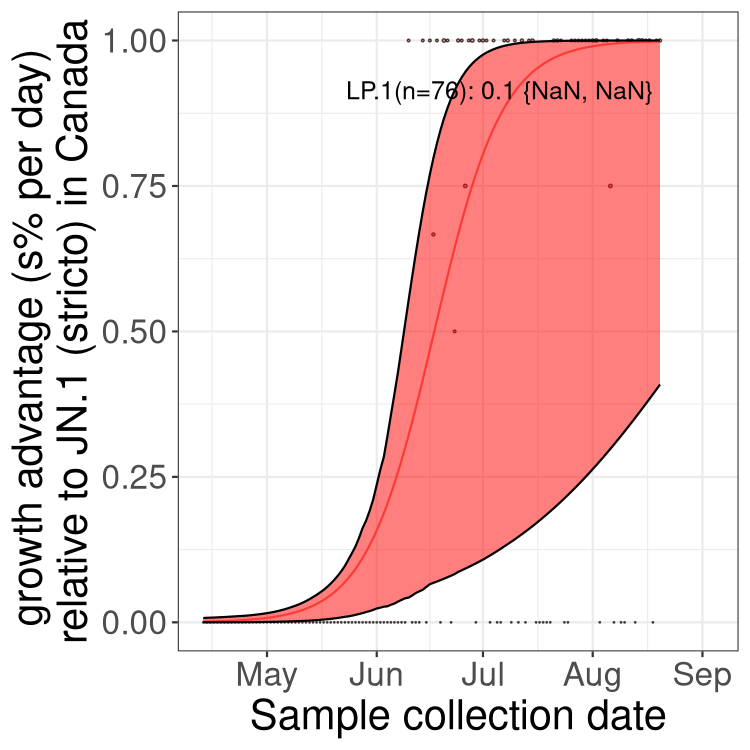 growth advantage (s% per day)
relative to JN.1 (stricto) in Canada
1.00
0.75
0.50
0.25
0.00
LP.1(n=76): 0.1 {NaN, NaN}
May Jun Jul Aug Sep
Sample collection date